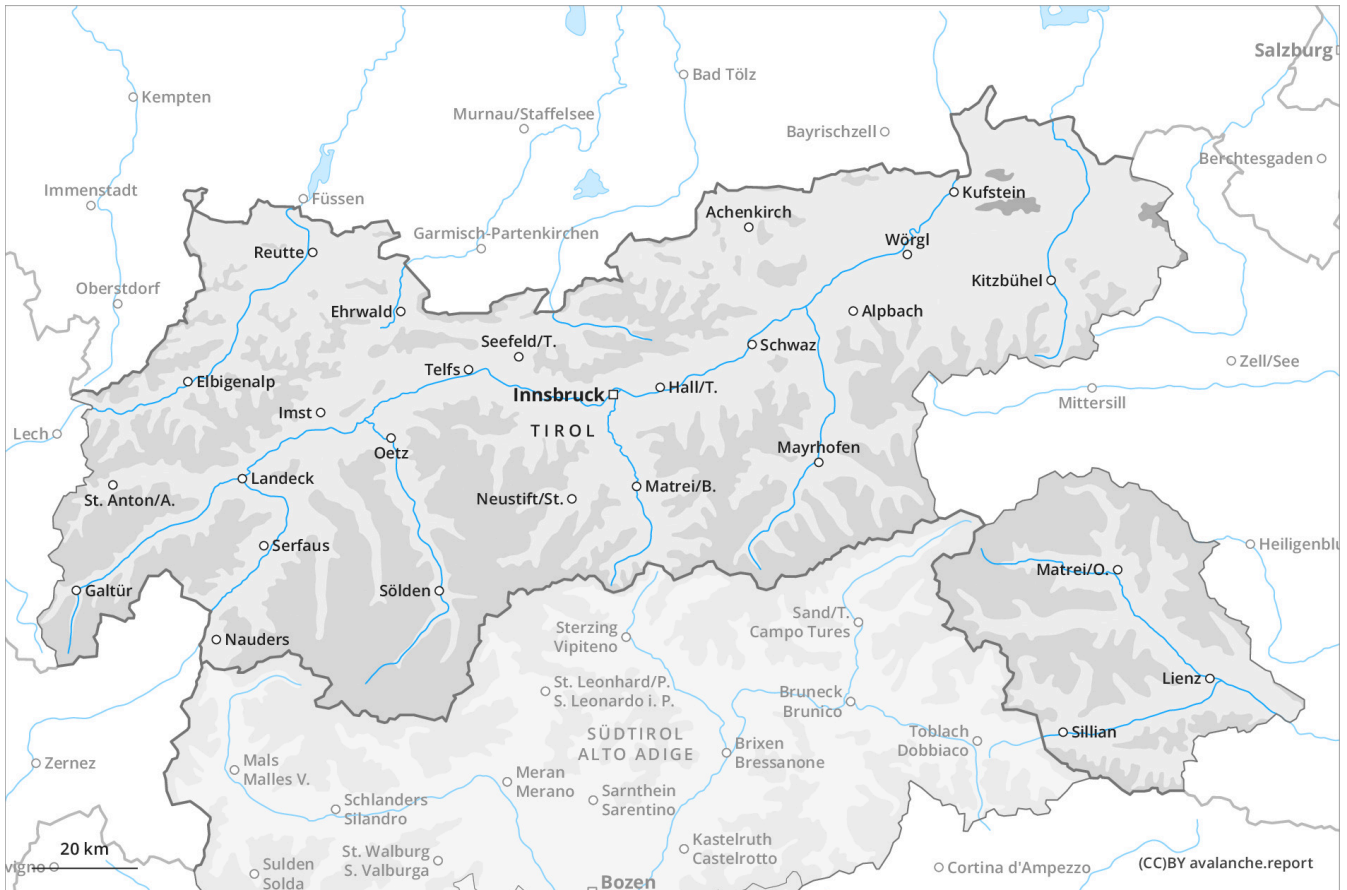 Salzburg
Bad Tölz
Kempten
Murnau/Staffelsee
Bayrischzell
Berchtesgaden
Immenstadt
Füssen
Kufstein
Achenkirch
Garmisch-Partenkirchen
Wörgl
Reutte
Kitzbühel
Oberstdorf
Ehrwald
Alpbach
Seefeld/T.
Schwaz
Zell/See
Telfs
Elbigenalp
Hall/T.
Innsbruck
Mittersill
Imst
TIROL
Lech
Oetz
Mayrhofen
Landeck
St. Anton/A.
Matrei/B.
Neustift/St.
Serfaus
Heiligenblu
Matrei/O.
Galtür
Sölden
Sand/T.
Campo Tures
Nauders
Sterzing
Vipiteno
Lienz
St. Leonhard/P.
S. Leonardo i. P.
Bruneck
Brunico
SÜDTIROL
ALTO ADIGE
Toblach
Dobbiaco
Sillian
Brixen
Bressanone
Zernez
Mals
Malles V.
Meran
Merano
Sarnthein
Sarentino
Schlanders
Silandro
Kastelruth
Castelrotto
20 km
St. Walburg
S. Valburga
vigno
Sulden
Solda
Cortina d'Ampezzo
(CC)BY avalanche.report
Bozen